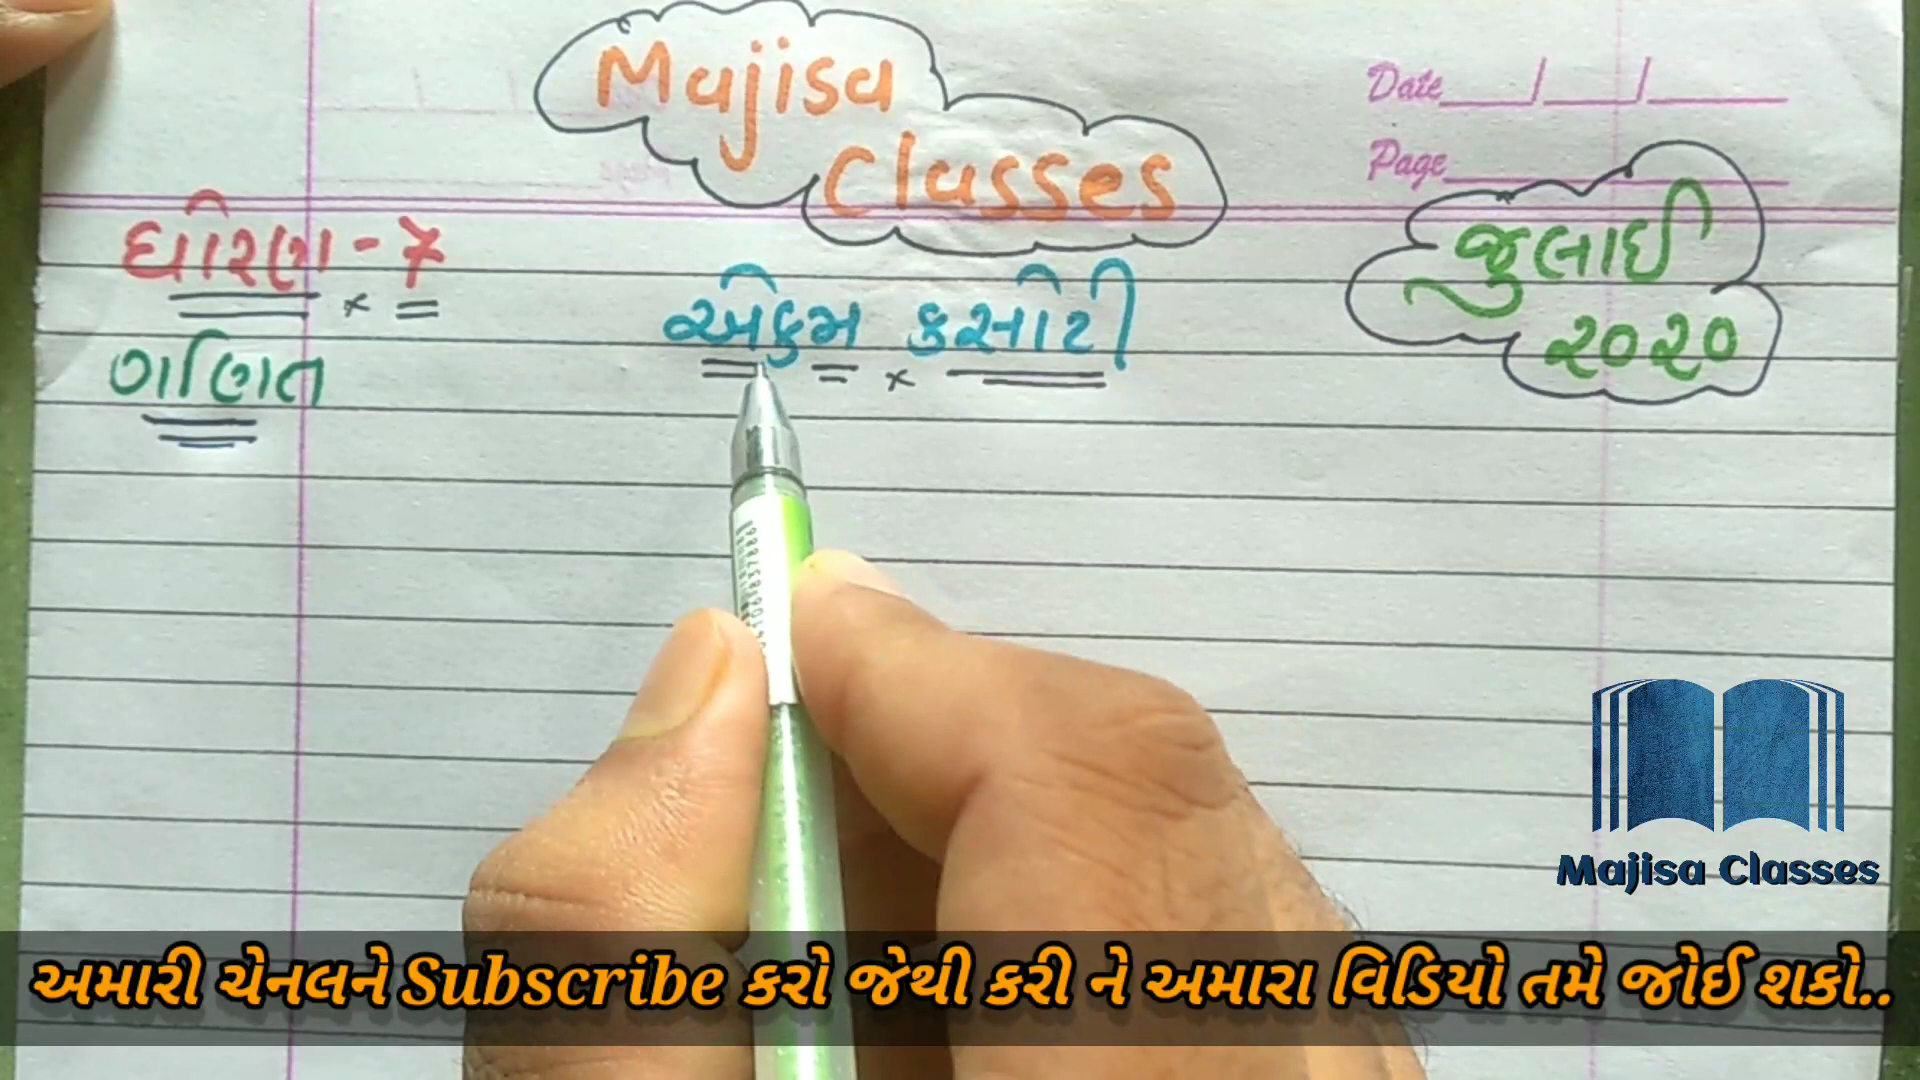 Majisa
Classes
Date
Page
ધોરણ - ૭
ગણિત
એકમ કસોટી
જુલાઈ
૨૦૨૦
Majisa Classes
અમારી ચેનલને Subscribe કરો જેથી કરી ને અમારા વિડિયો તમે જોઈ શકો..